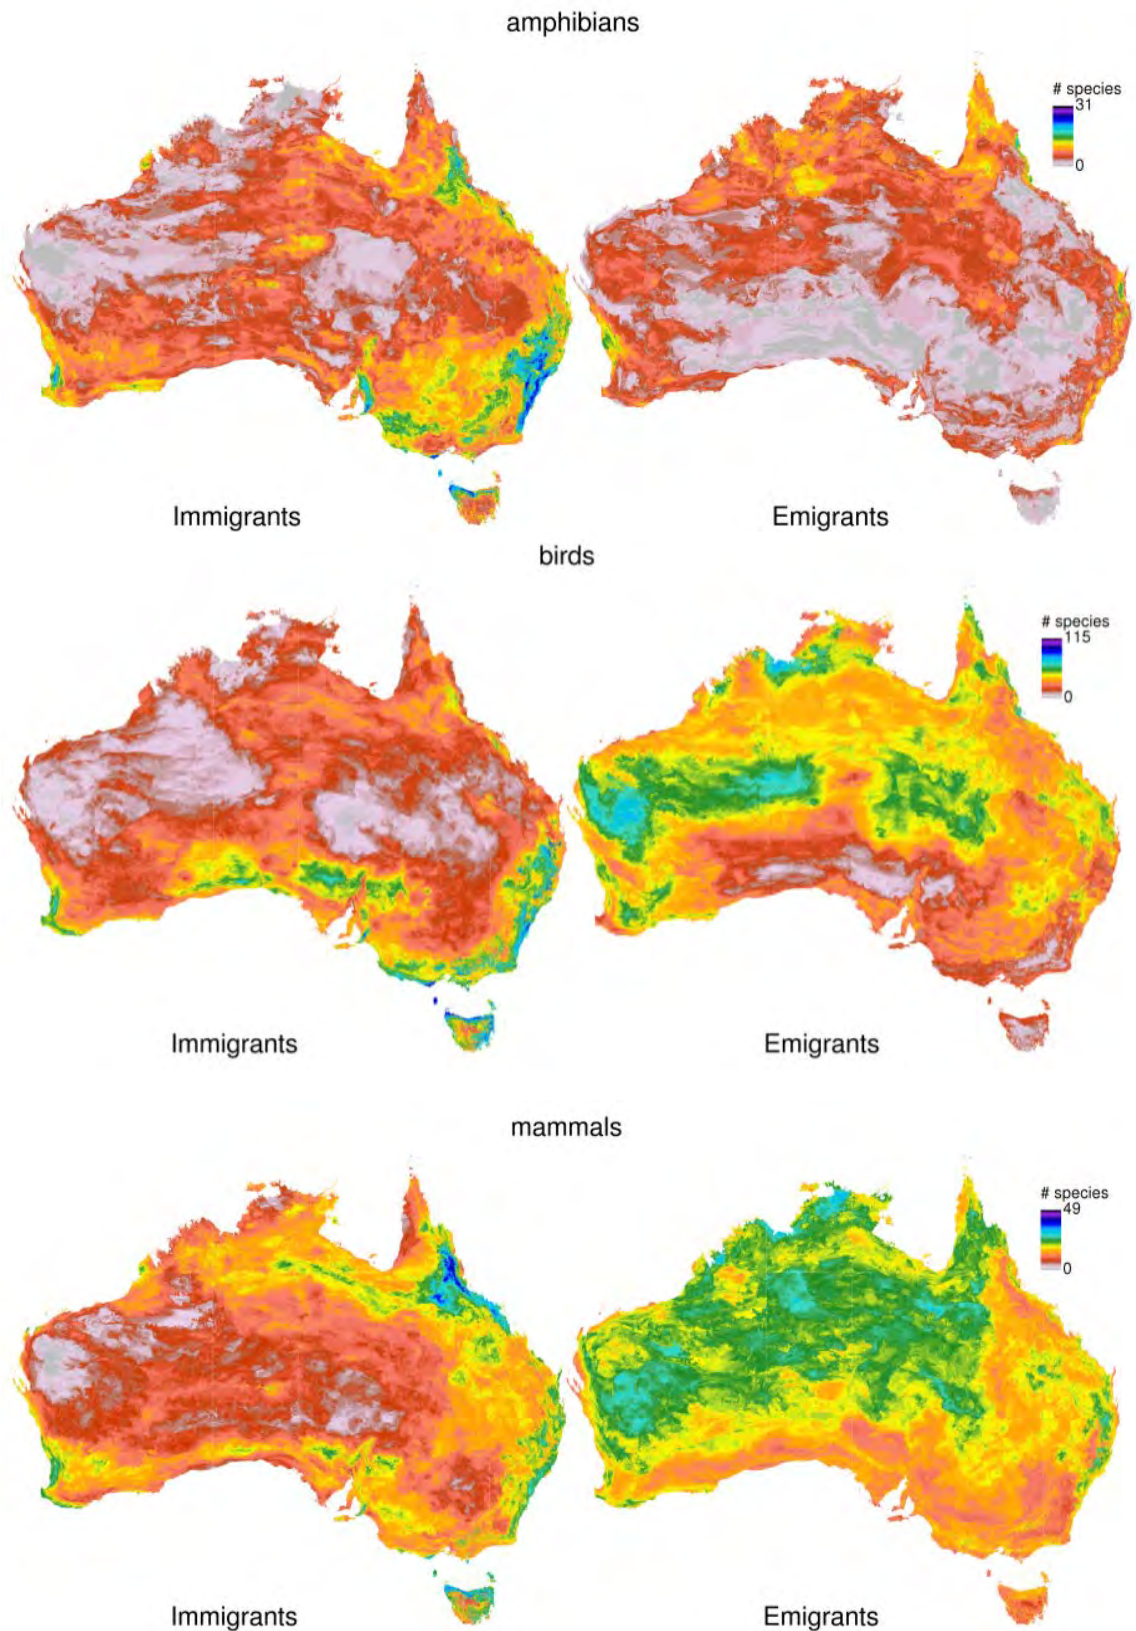 amphibians
# species
31
0
Immigrants
Emigrants
birds
# species
115
0
Immigrants
Emigrants
mammals
# species
49
0
Immigrants
Emigrants